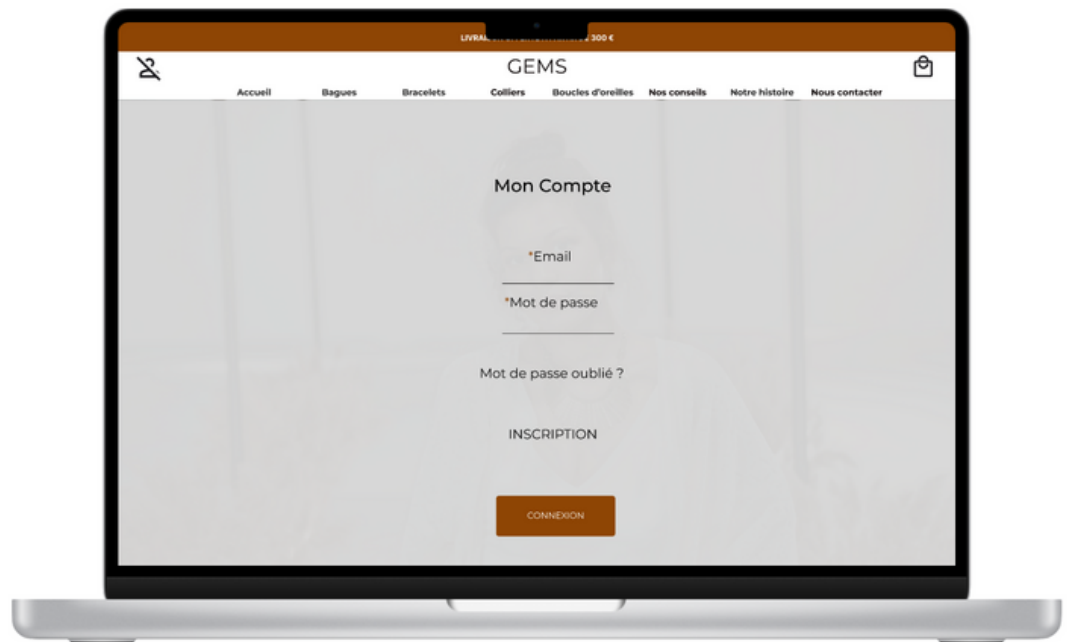 300 €
GEMS
Accueil Bagues Bracelets Colliers Boucles d'oreilles Nos conseils Notre histoire Nous contacter
Mon Compte
*Email
*Mot de passe
Mot de passe oublié ?
INSCRIPTION
CONNEXION